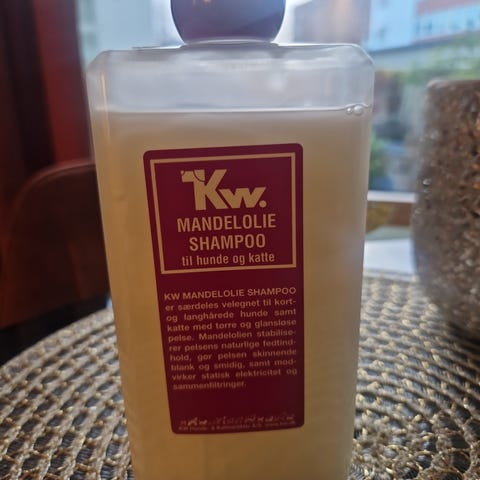 KW.
MANDELOLIE
SHAMPOO
til hunde og katte
KW MANDELOLIE SHAMPOO
er særdeles velegnet til kort-
og langhårede hunde samt
katte med tørre og glansløse
pelse. Mandelolien stabilise-
rer pelsens naturlige fedtind-
hold, gør pelsen skinnende
blank og smidig, samt mod-
virker statisk elektricitet og
sammenfiltringer.